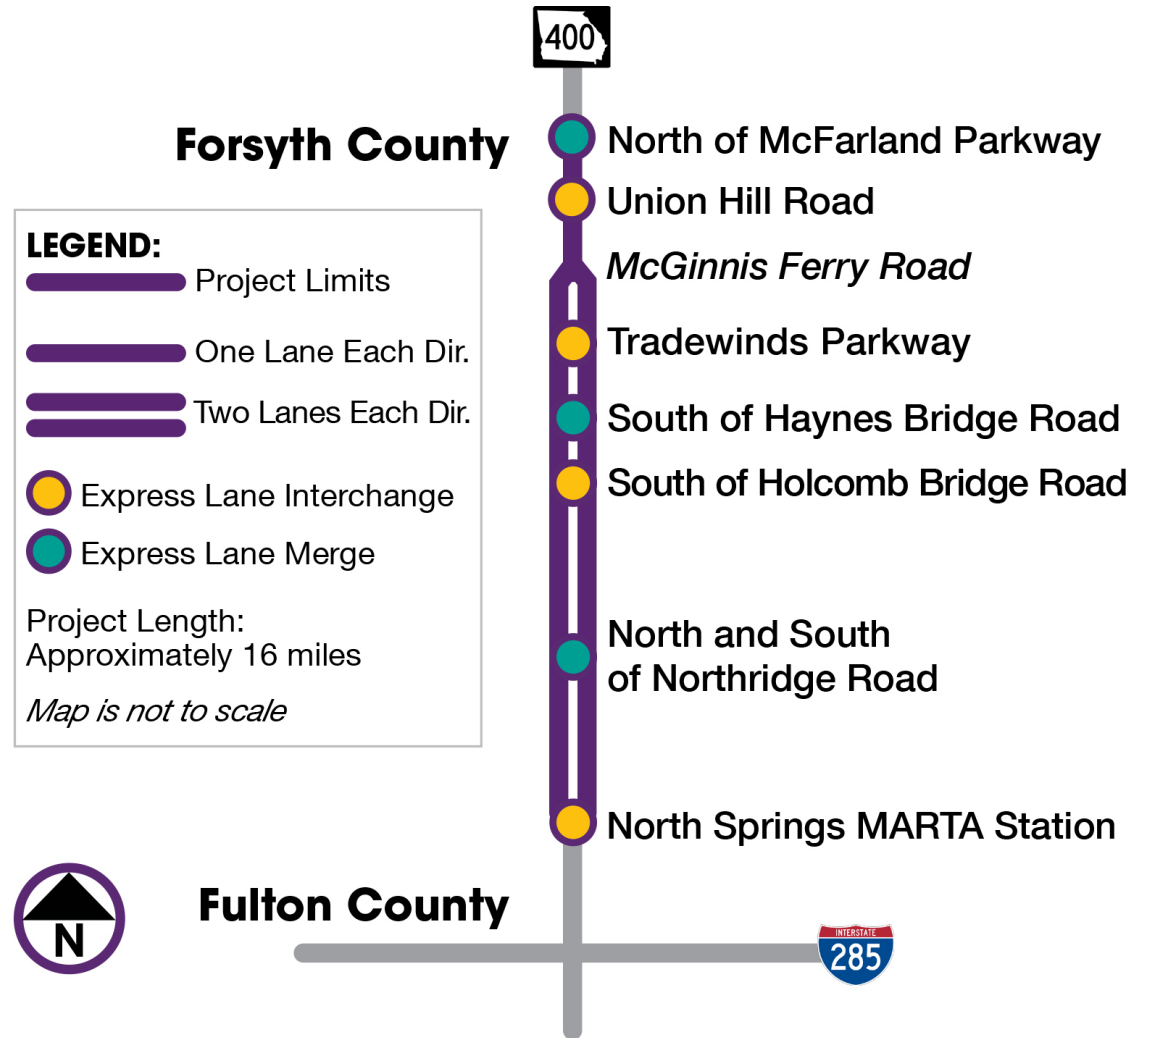 400
Forsyth County
North of McFarland Parkway
Union Hill Road
McGinnis Ferry Road
Tradewinds Parkway
South of Haynes Bridge Road
South of Holcomb Bridge Road
North and South
of Northridge Road
North Springs MARTA Station
LEGEND:
Project Limits
One Lane Each Dir.
Two Lanes Each Dir.
Express Lane Interchange
Express Lane Merge
Project Length:
Approximately 16 miles
Map is not to scale
N
Fulton County
INTERSTATE
285